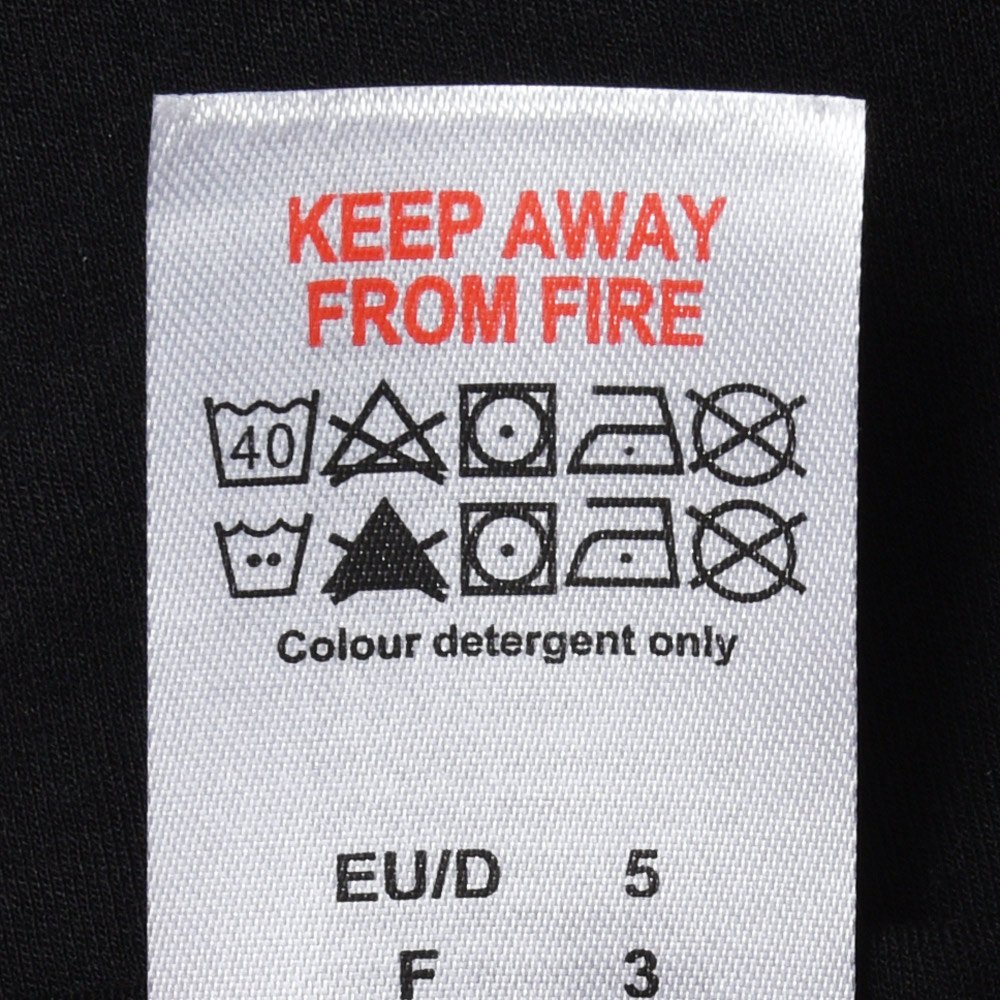 KEEP AWAY
FROM FIRE
40
Colour detergent only
EU/D 5
F 3